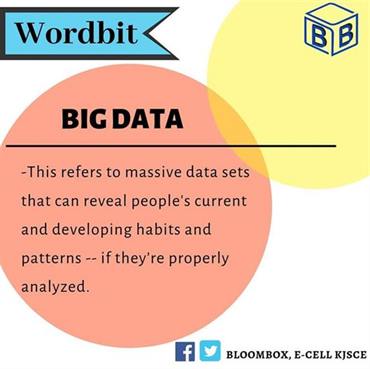 Wordbit
B B
BIG DATA
-This refers to massive data sets
that can reveal people's current
and developing habits and
patterns -- if they're properly
analyzed.
BLOOMBOX, E-CELL KJSCE